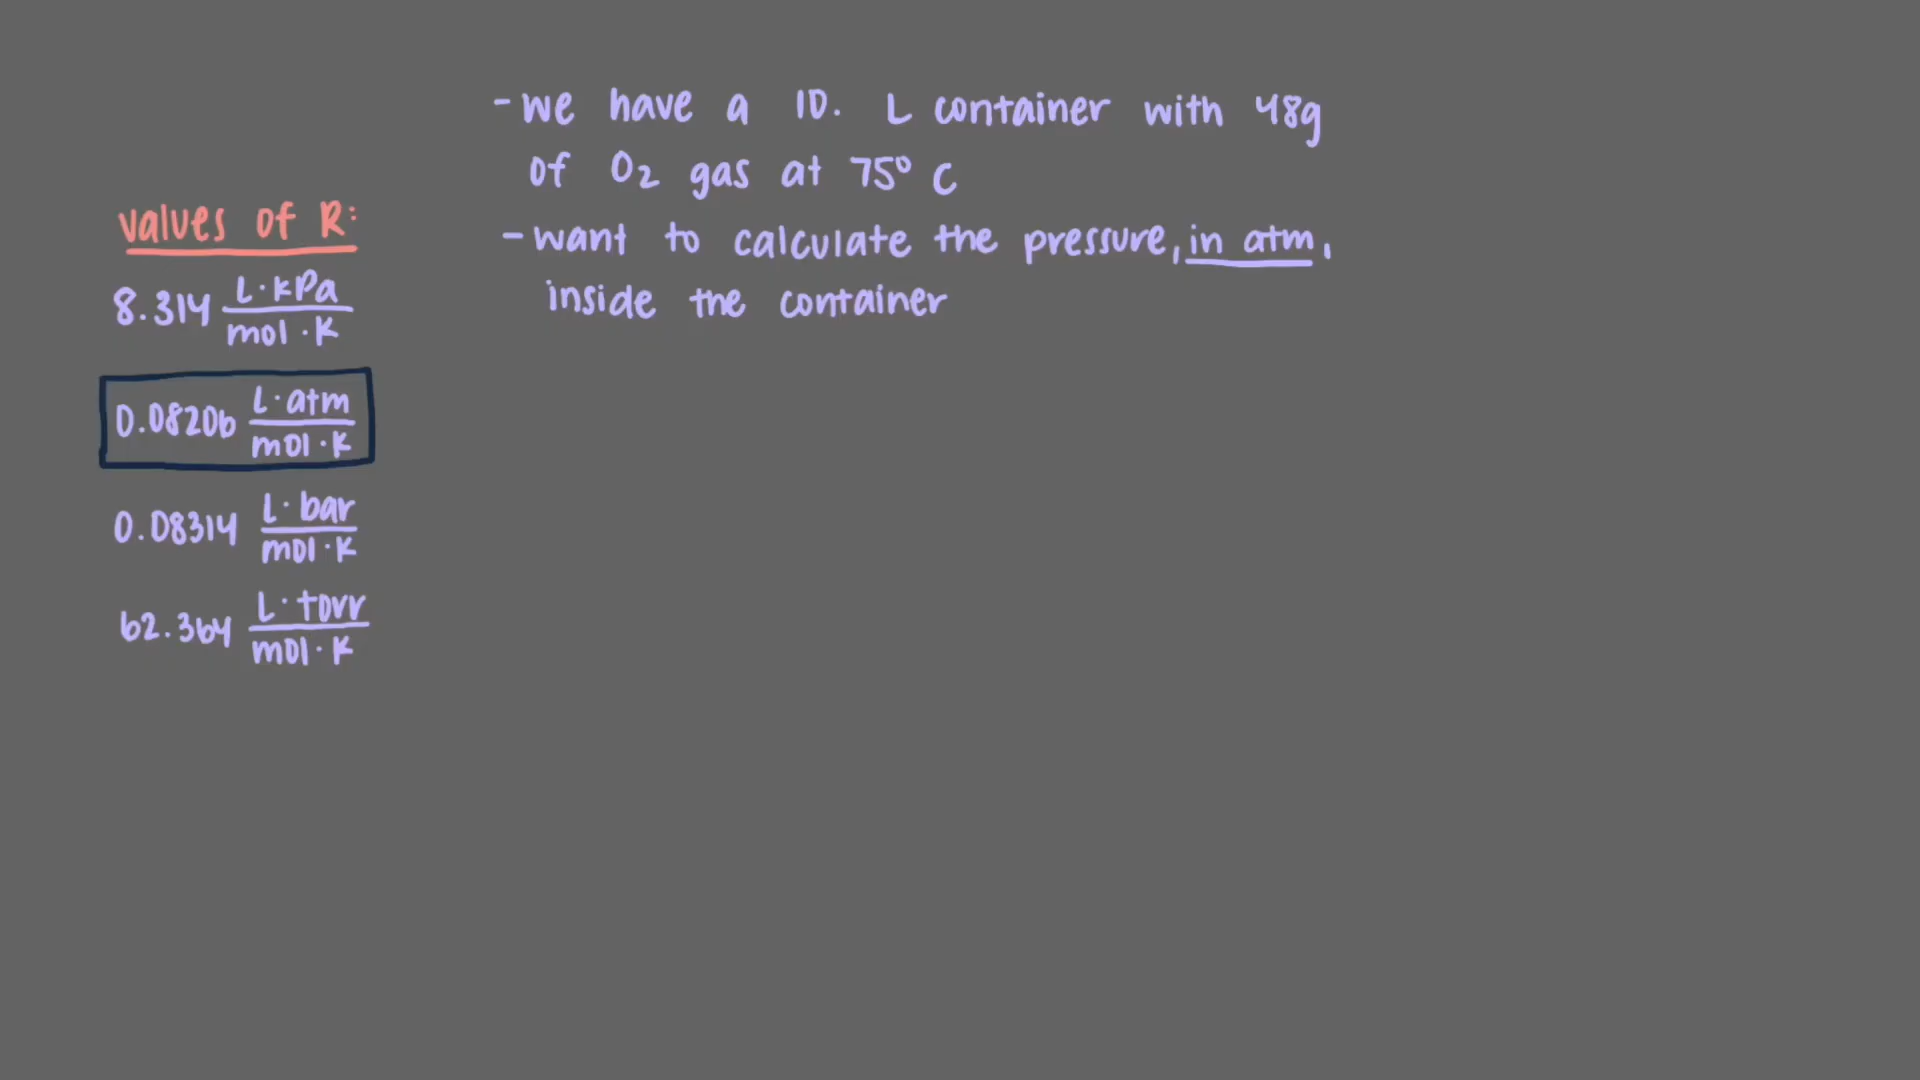 - we have a 10. L container with 48g
of O₂ gas at 75° C
- want to calculate the pressure, in atm,
inside the container
values of R:
8.314 L·kPa / mol·K
0.08206 L·atm / mol·K
0.08314 L·bar / mol·K
62.364 L·torr / mol·K